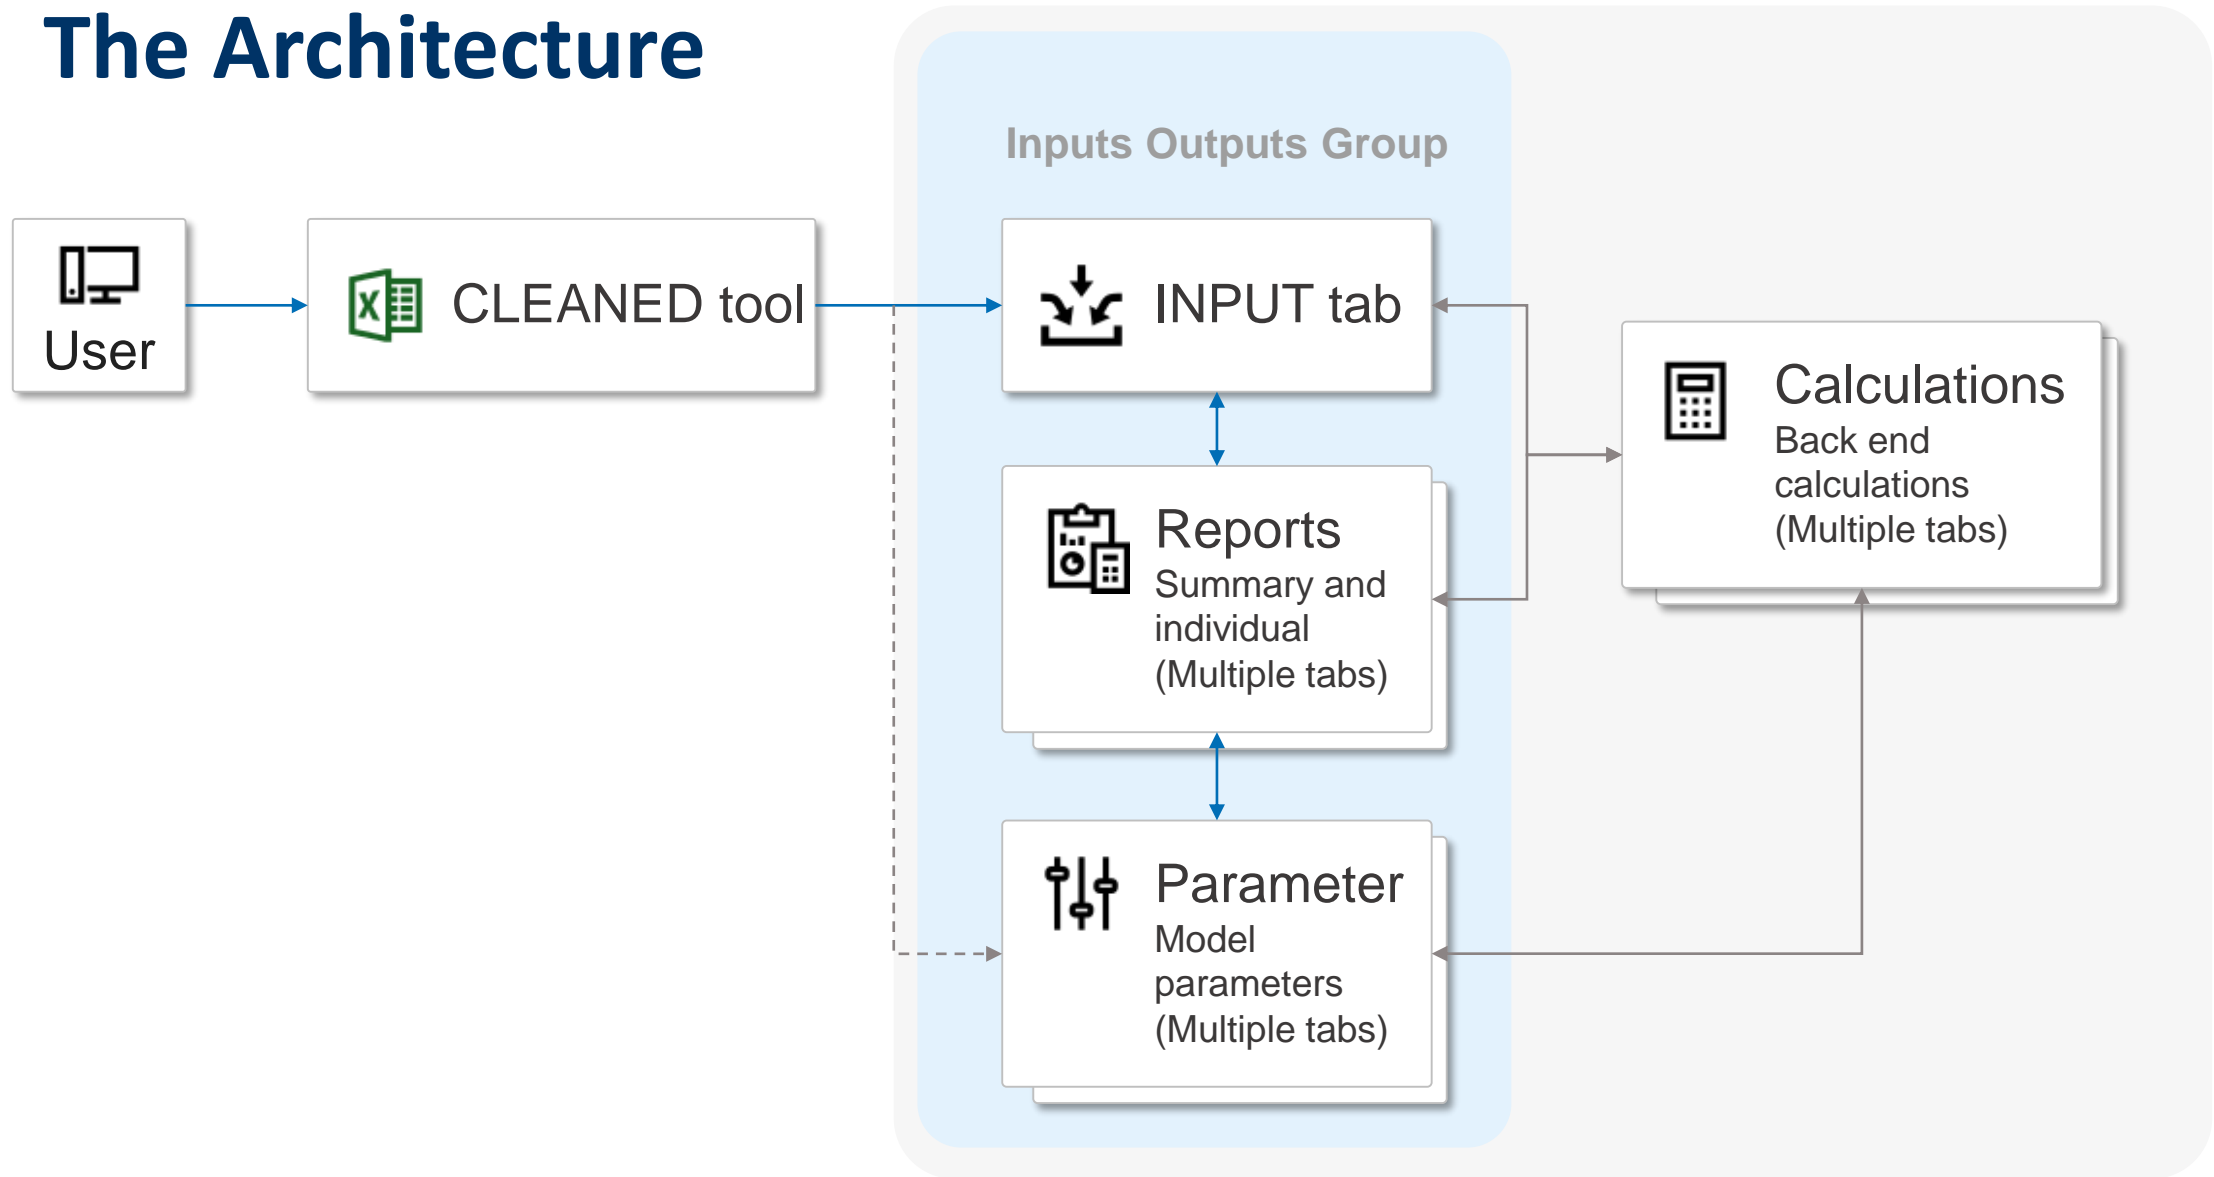 The Architecture
Inputs Outputs Group
User
CLEANED tool
INPUT tab
Reports
Summary and
individual
(Multiple tabs)
Parameter
Model
parameters
(Multiple tabs)
Calculations
Back end
calculations
(Multiple tabs)